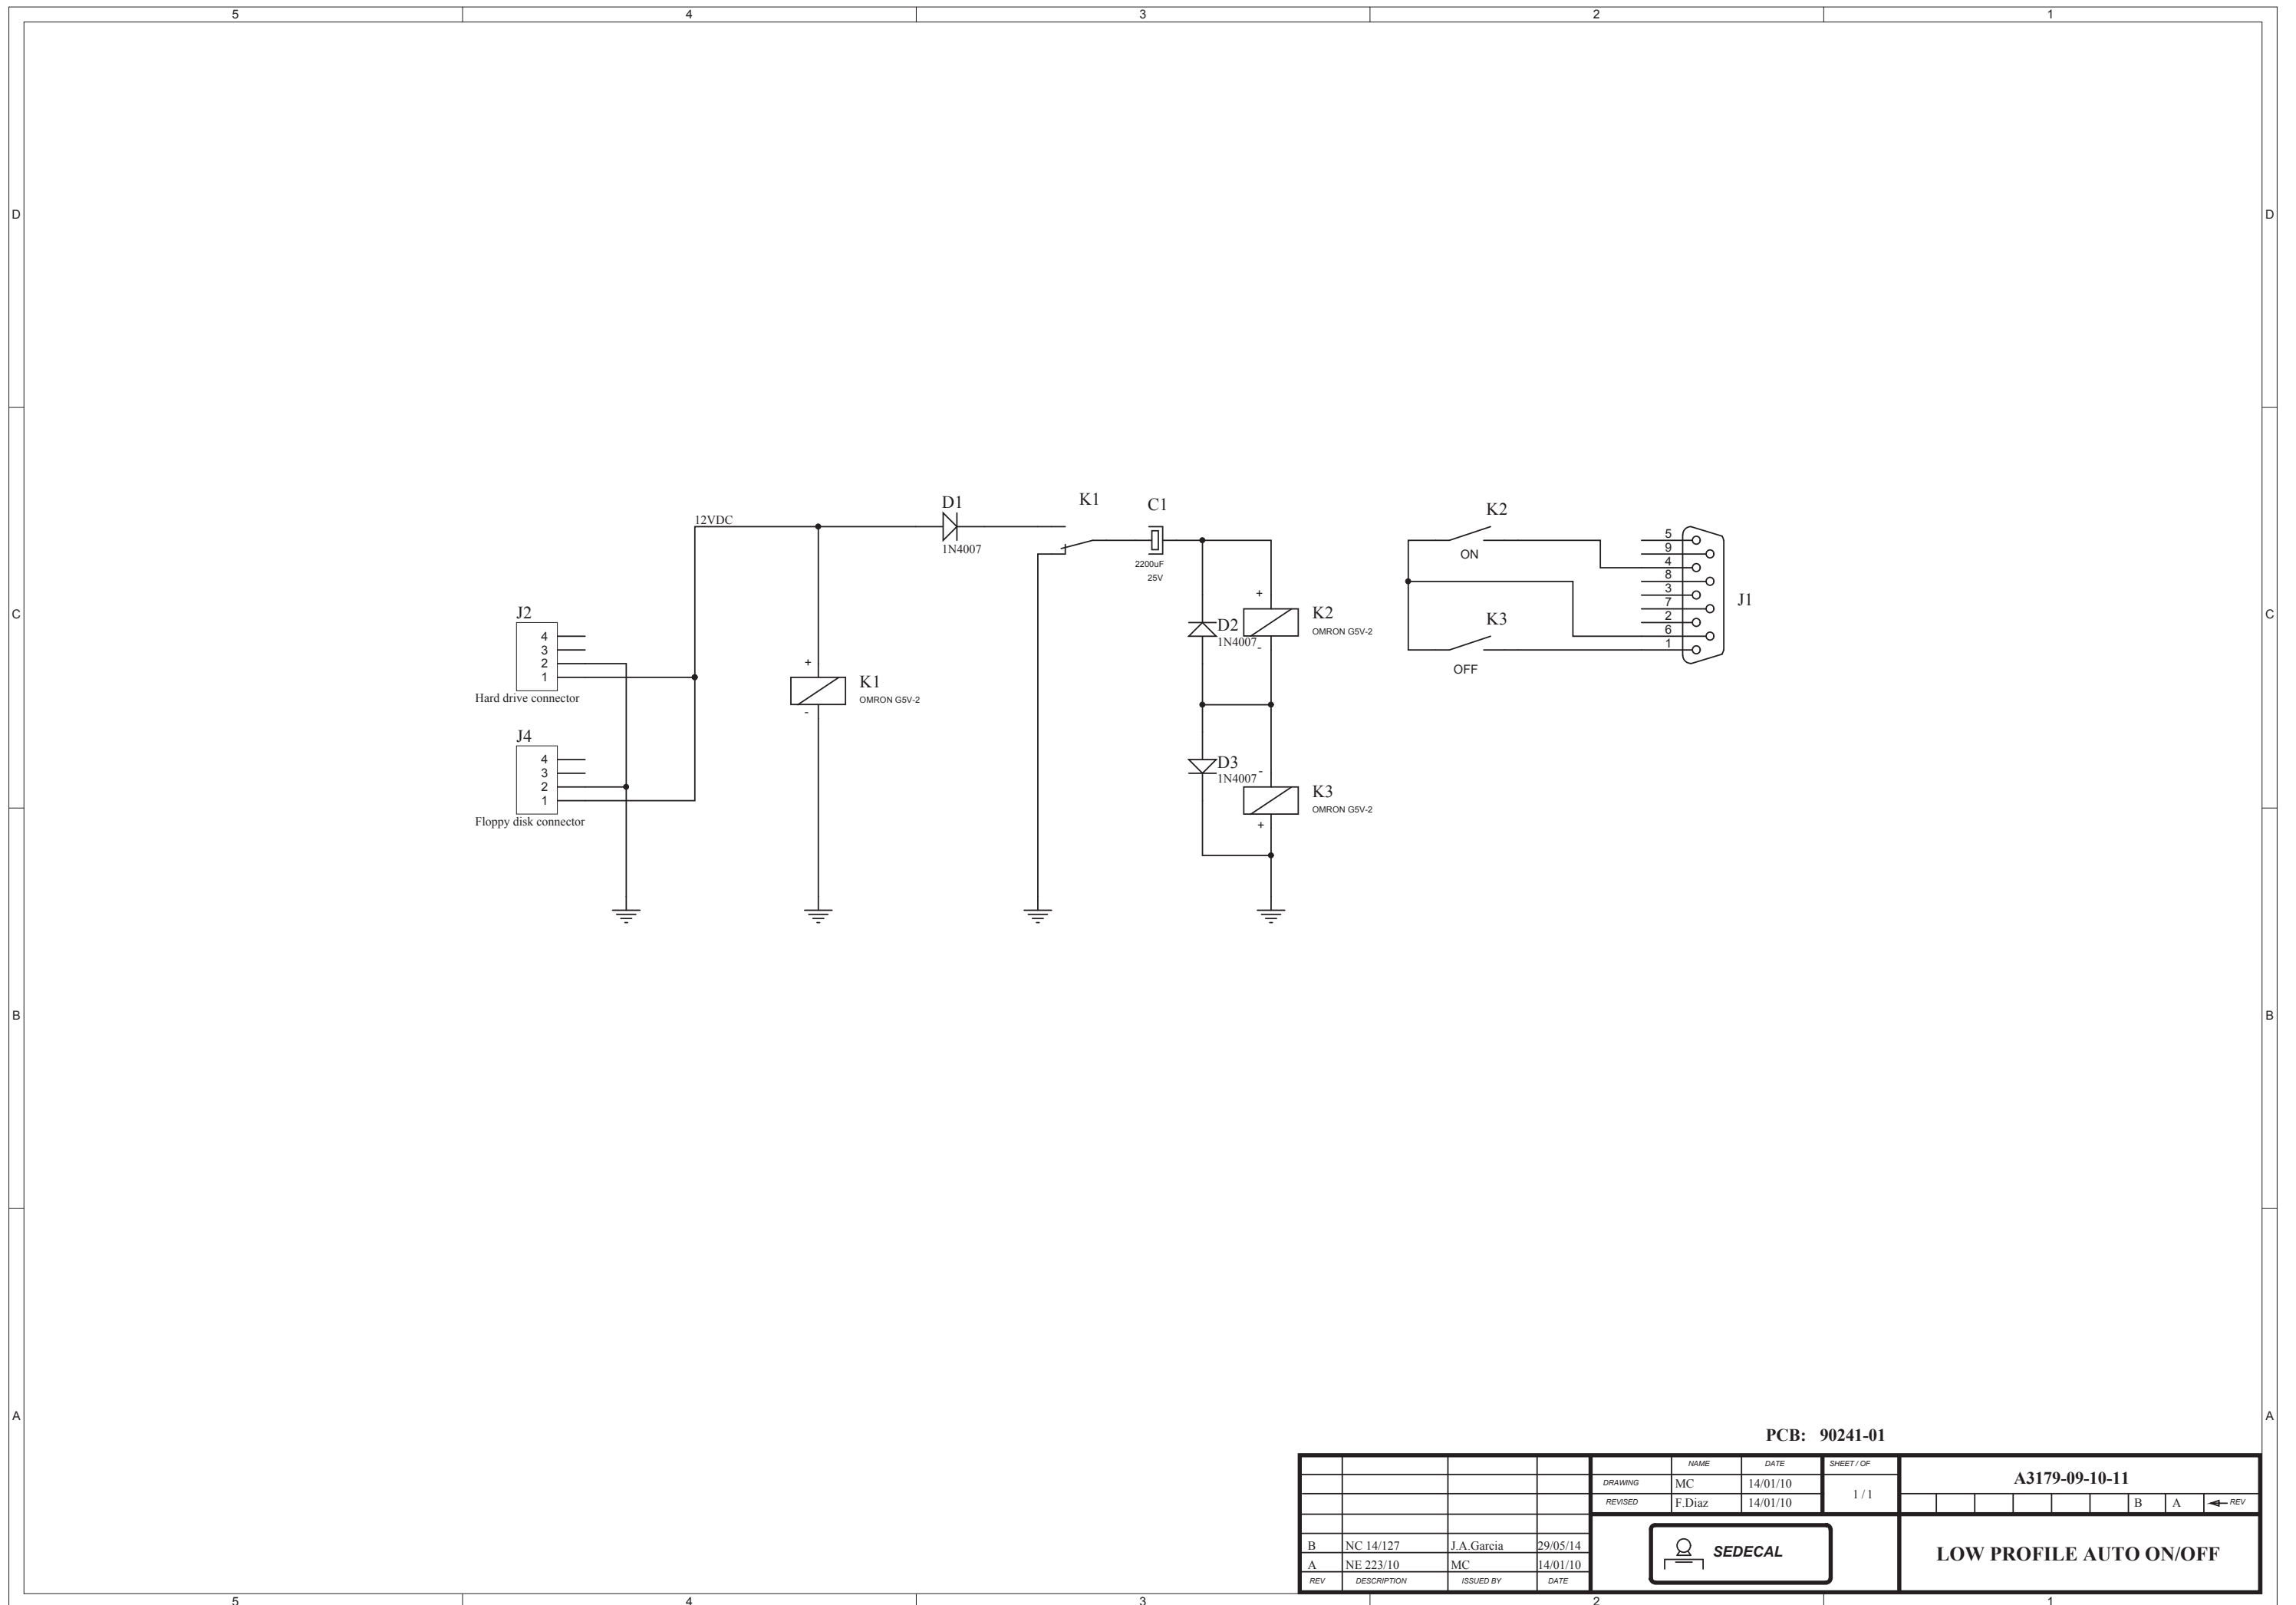 5 4 3 2 1
D D
12VDC
D1
1N4007
K1
C1
2200uF
25V
K2
ON
K3
OFF
5
9
4
8
3
7
2
6
1
J1
C C
J2
4
3
2
1
Hard drive connector
J4
4
3
2
1
Floppy disk connector
+
K1
OMRON G5V-2
-
D2
1N4007
+
K2
OMRON G5V-2
-
D3
1N4007
-
K3
OMRON G5V-2
+
B B
A A
PCB: 90241-01
NAME DATE SHEET / OF
DRAWING MC 14/01/10
REVISED F.Diaz 14/01/10
1 / 1
A3179-09-10-11
B A REV
B NC 14/127 J.A.Garcia 29/05/14
A NE 223/10 MC 14/01/10
REV DESCRIPTION ISSUED BY DATE
SEDECAL
LOW PROFILE AUTO ON/OFF
5 4 3 2 1